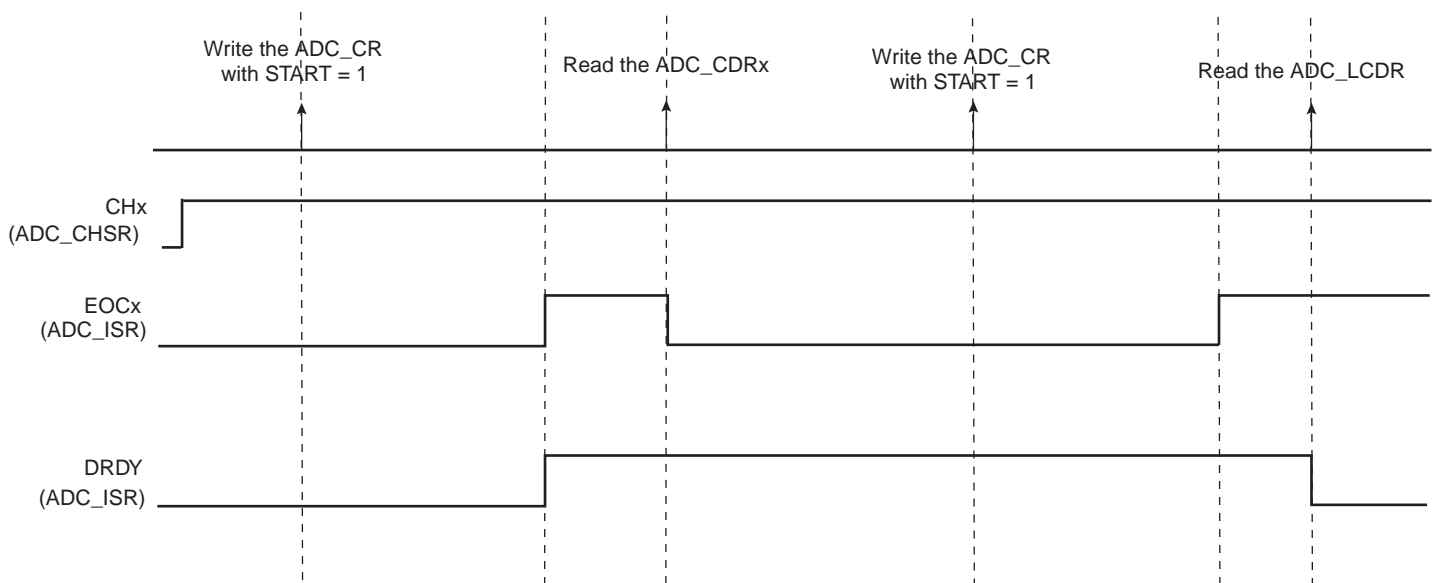 Write the ADC_CR
with START = 1
Read the ADC_CDRx
Write the ADC_CR
with START = 1
Read the ADC_LCDR
CHx
(ADC_CHSR)
EOCx
(ADC_ISR)
DRDY
(ADC_ISR)